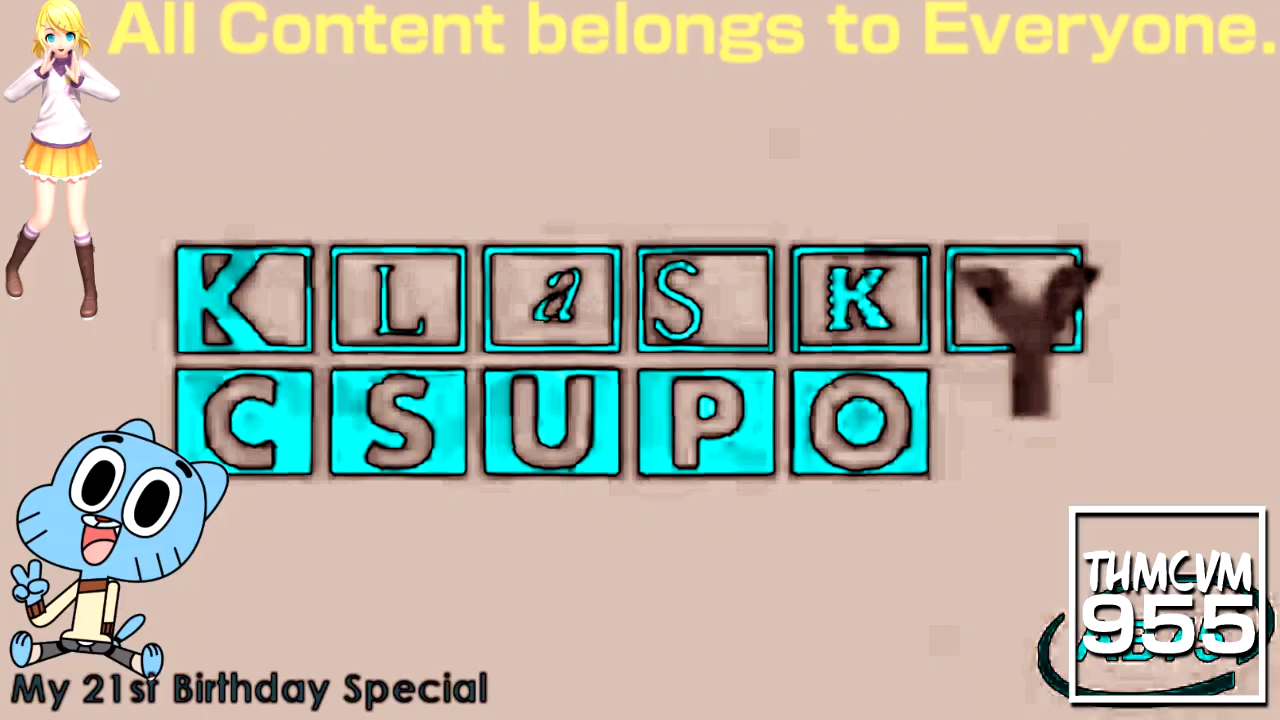 All Content belongs to Everyone.
KLaSKY
CSUPO
THMCVM
955
My 21st Birthday Special